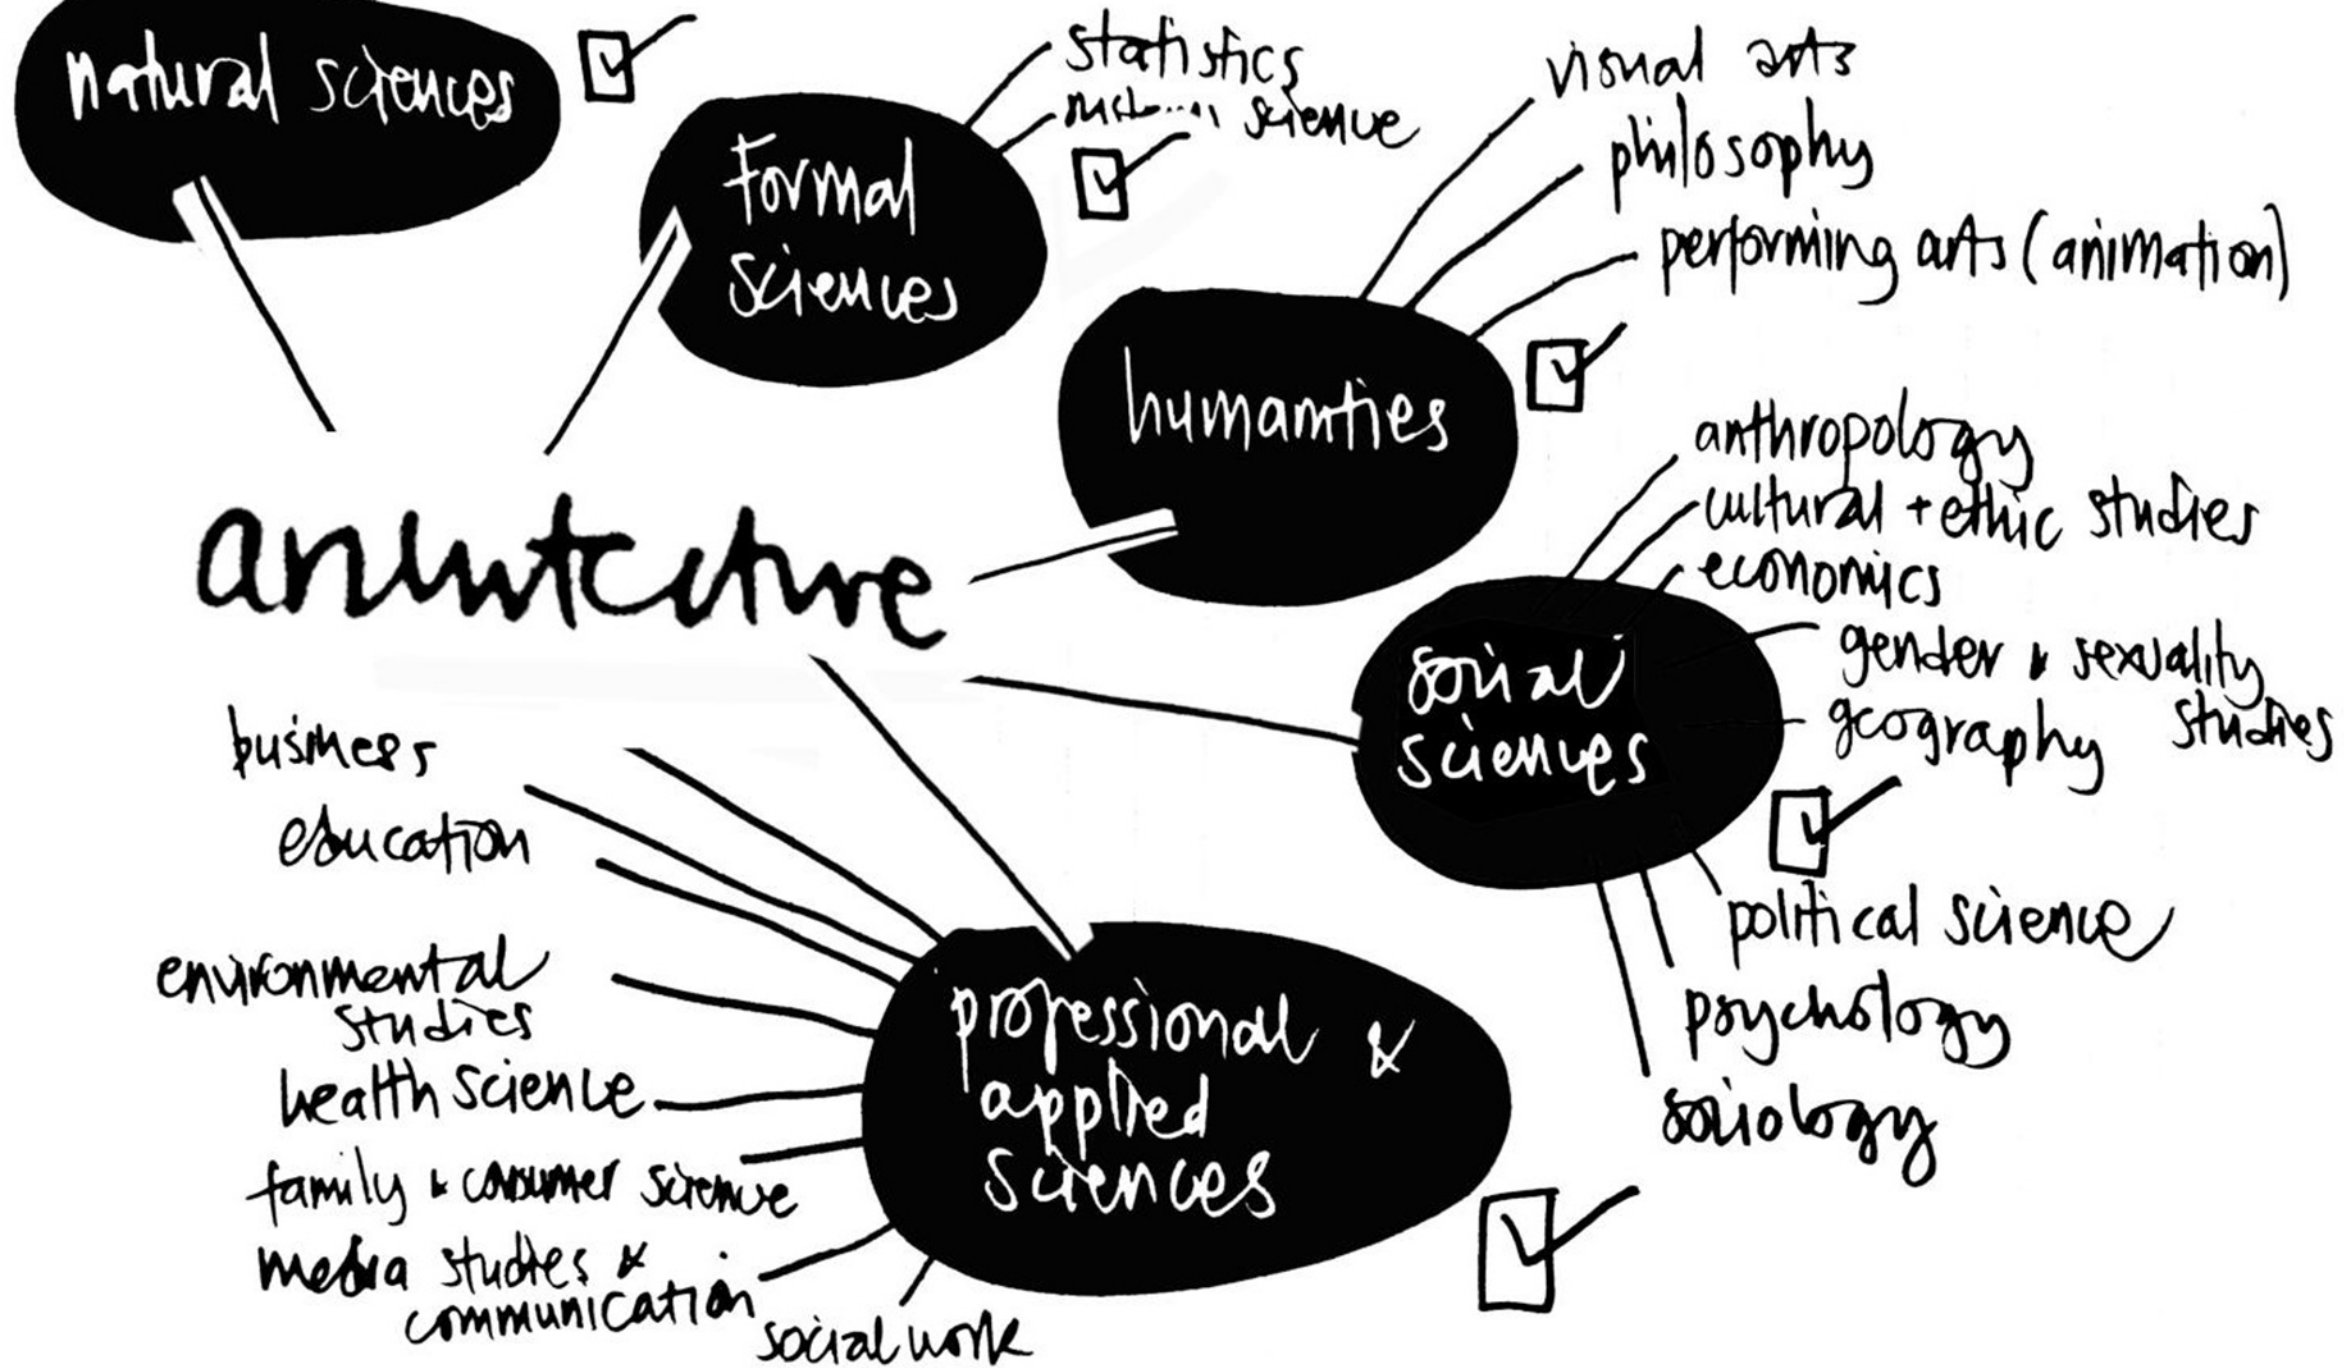 natural sciences
statistics
science
Formal
sciences
visual arts
philosophy
performing arts (animation)
humanities
anthropology
cultural + ethic studies
economics
gender & sexuality
studies
geography
social
sciences
political science
psychology
sociology
business
education
environmental
studies
health science
family & consumer science
media studies &
communication
social work
professional &
applied
sciences